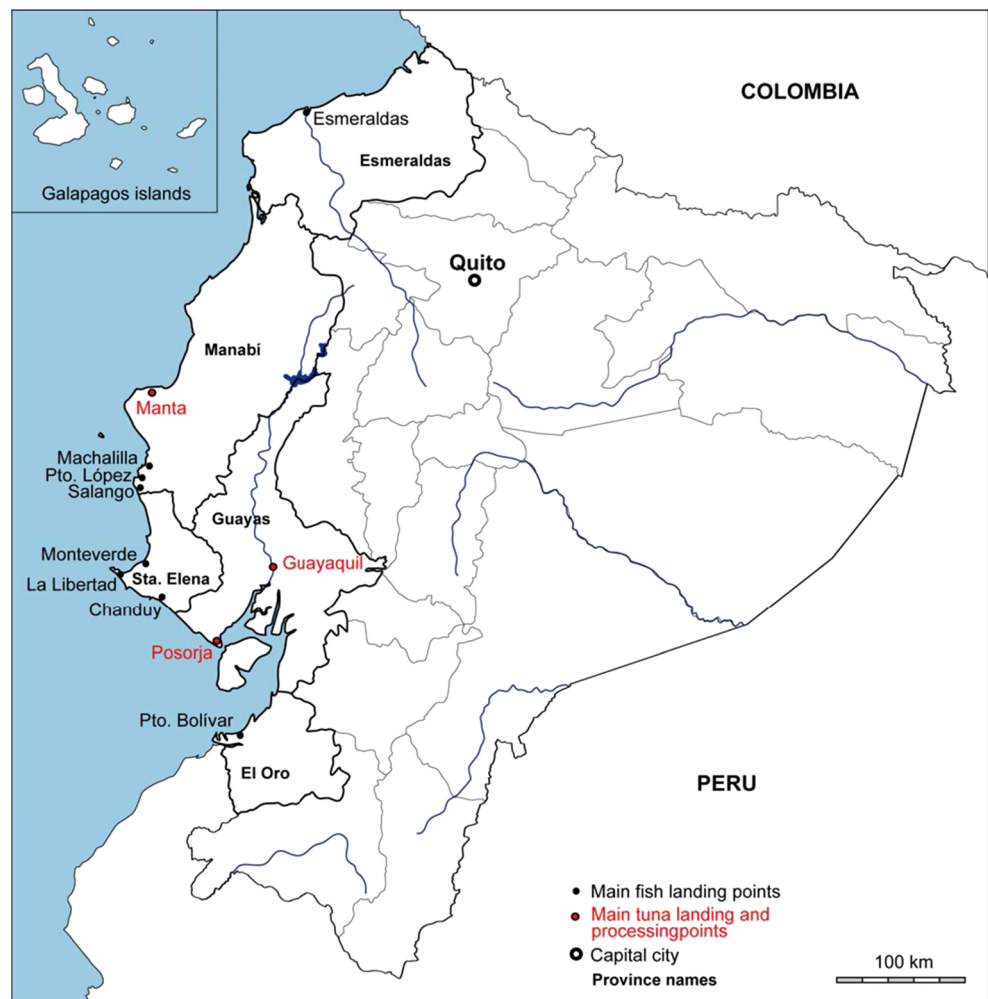 COLOMBIA
Esmeraldas
Esmeraldas
Galapagos islands
Quito
Manabí
Manta
Machalilla
Pto. López
Salango
Guayas
Monteverde
Guayaquil
La Libertad
Sta. Elena
Chanduy
Posorja
Pto. Bolívar
El Oro
PERU
Main fish landing points
Main tuna landing and
processingpoints
Capital city
Province names
100 km